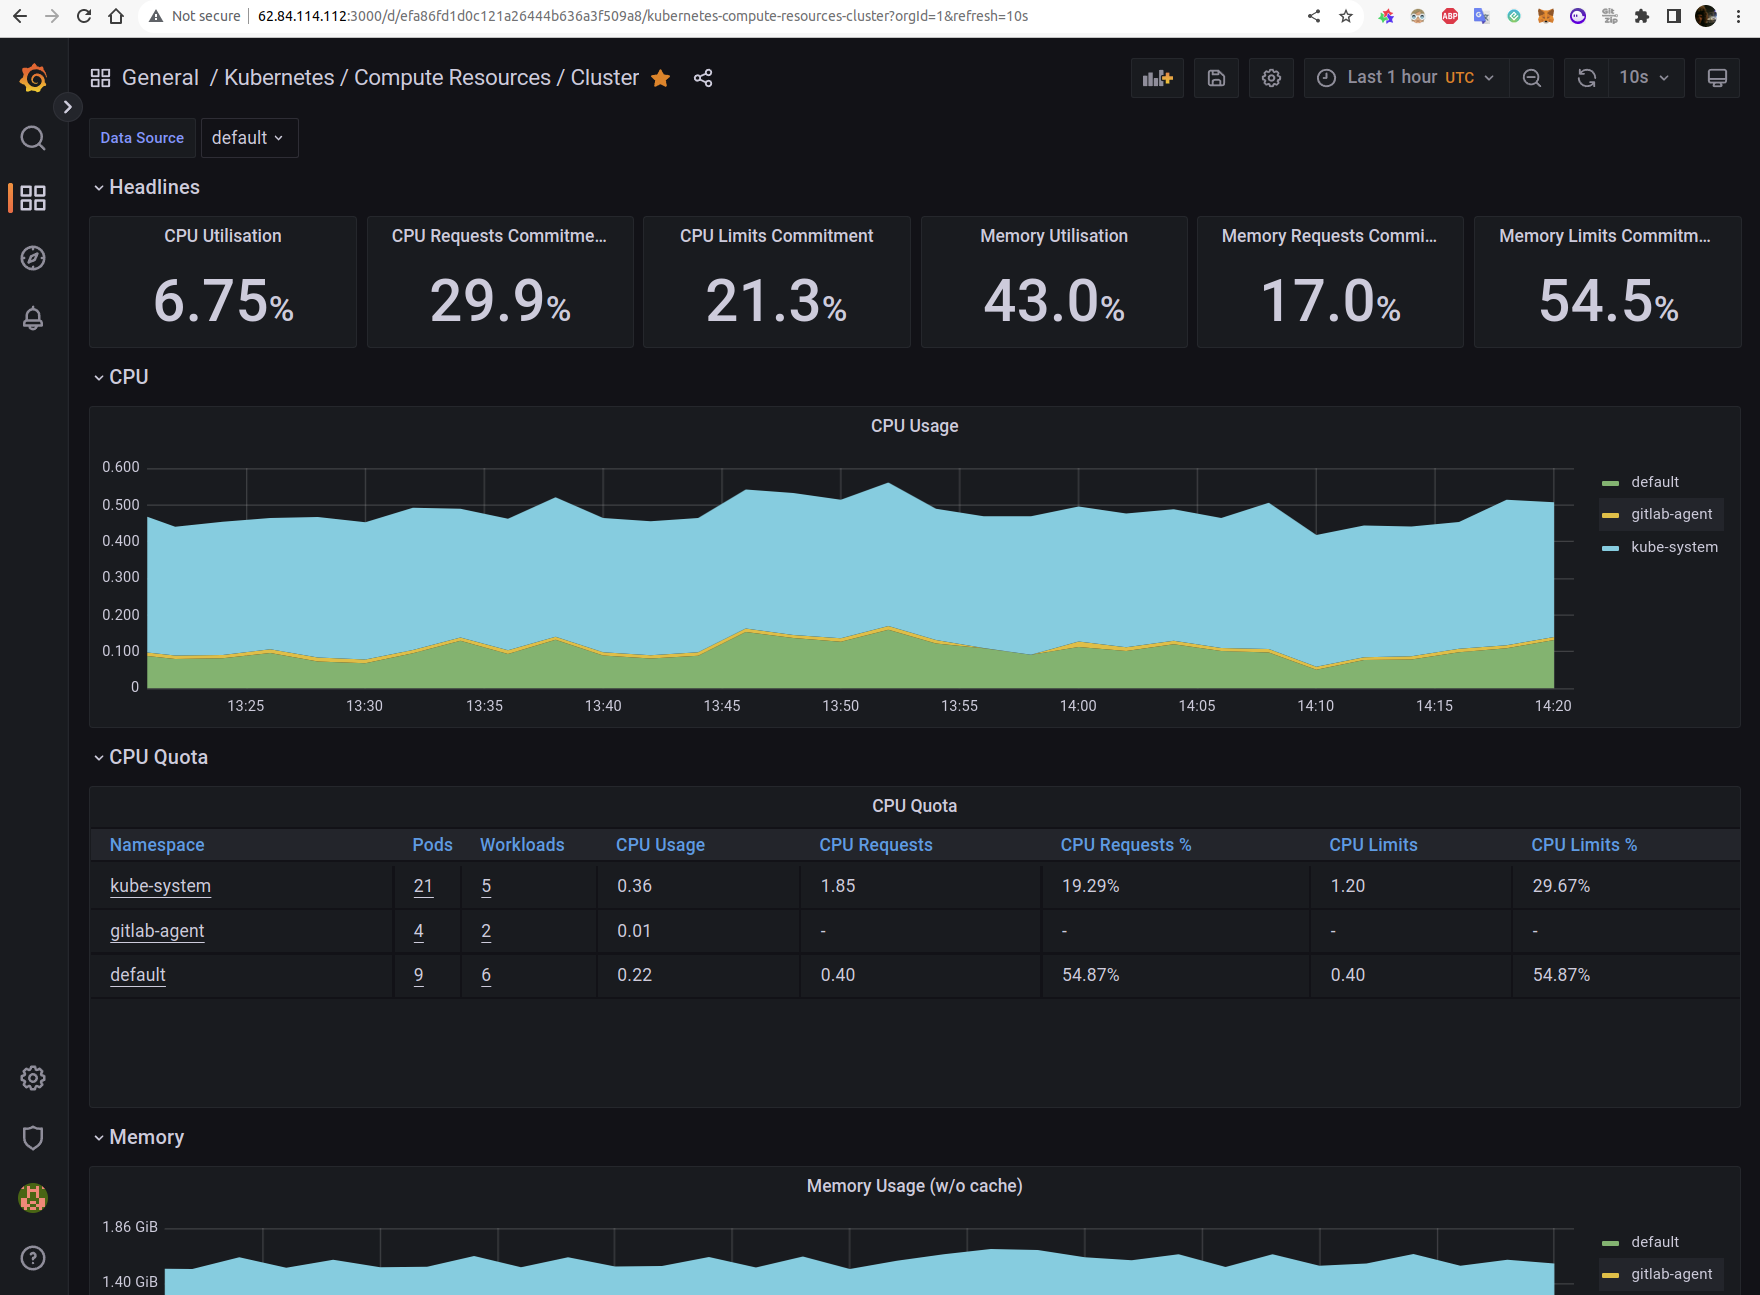 Not secure 62.84.114.112:3000/d/efa86fd1d0c121a26444b636a3f509a8/kubernetes-compute-resources-cluster?orgId=1&refresh=10s
ABP
Git zip
General / Kubernetes / Compute Resources / Cluster
Last 1 hour UTC
10s
Data Source default
Headlines
CPU Utilisation
6.75%
CPU Requests Commitme...
29.9%
CPU Limits Commitment
21.3%
Memory Utilisation
43.0%
Memory Requests Commi...
17.0%
Memory Limits Commitm...
54.5%
CPU
CPU Usage
0.600
0.500
0.400
0.300
0.200
0.100
0
13:25 13:30 13:35 13:40 13:45 13:50 13:55 14:00 14:05 14:10 14:15 14:20
default
gitlab-agent
kube-system
CPU Quota
CPU Quota
Namespace Pods Workloads CPU Usage CPU Requests CPU Requests % CPU Limits CPU Limits %
kube-system 21 5 0.36 1.85 19.29% 1.20 29.67%
gitlab-agent 4 2 0.01 - - - -
default 9 6 0.22 0.40 54.87% 0.40 54.87%
Memory
Memory Usage (w/o cache)
1.86 GiB
1.40 GiB
default
gitlab-agent